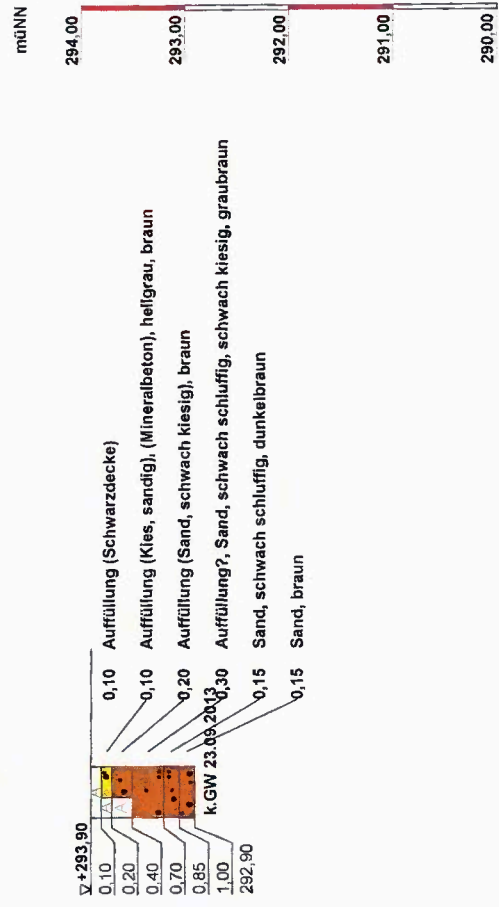 müNN
294,00
293,00
292,00
291,00
290,00
▽+293,90
0,10
0,20
0,40
0,70
0,85
1,00
292,90
A
A
A
0,10 Auffüllung (Schwarzdecke)
0,10 Auffüllung (Kies, sandig), (Mineralbeton), hellgrau, braun
0,20 Auffüllung (Sand, schwach kiesig), braun
0,30 Auffüllung?, Sand, schwach schluffig, schwach kiesig, graubraun
0,15 Sand, schwach schluffig, dunkelbraun
0,15 Sand, braun
k.GW 23.09.2013